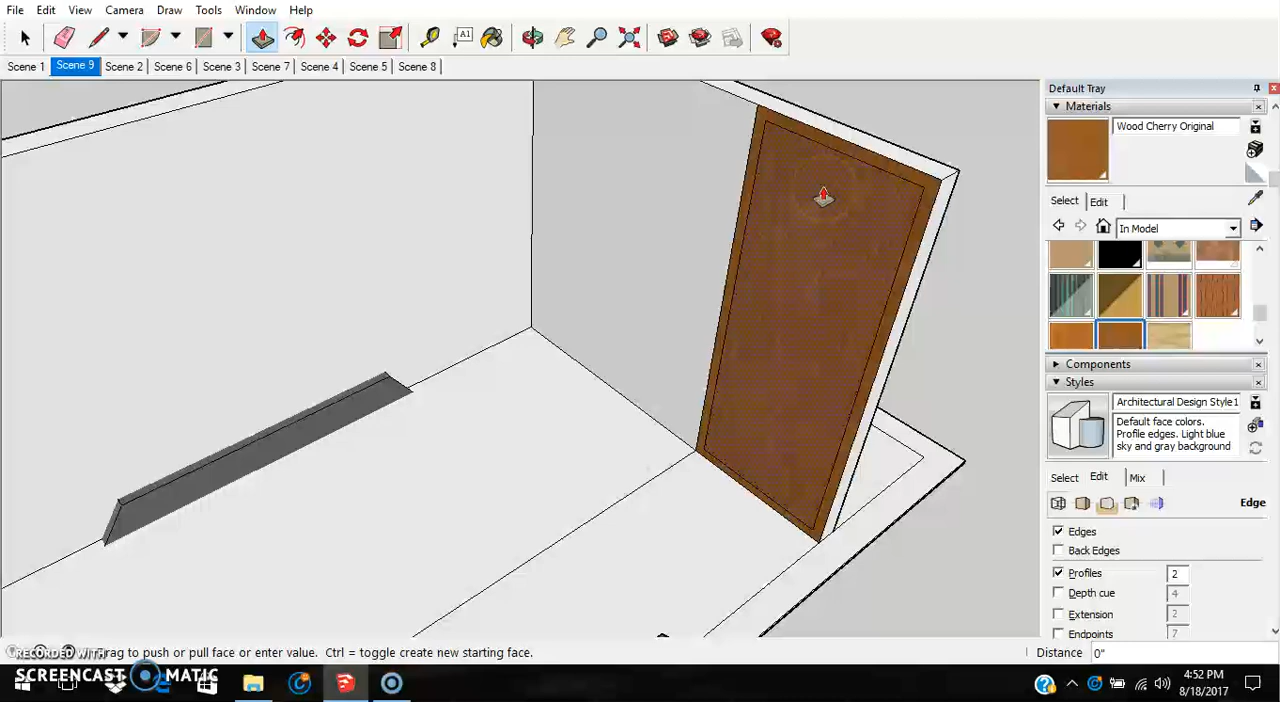 File Edit View Camera Draw Tools Window Help
A1
Scene 1 Scene 9 Scene 2 Scene 6 Scene 3 Scene 7 Scene 4 Scene 5 Scene 8
Default Tray
Materials
Wood Cherry Original
Select Edit
In Model
Components
Styles
Architectural Design Style1
Default face colors.
Profile edges. Light blue
sky and gray background
Select Edit Mix
Edge
Edges
Back Edges
Profiles 2
Depth cue 4
Extension 2
Endpoints 7
drag to push or pull face or enter value. Ctrl = toggle create new starting face.
Distance 0"
RECORDED WITH
SCREENCAST MATIC
4:52 PM
8/18/2017